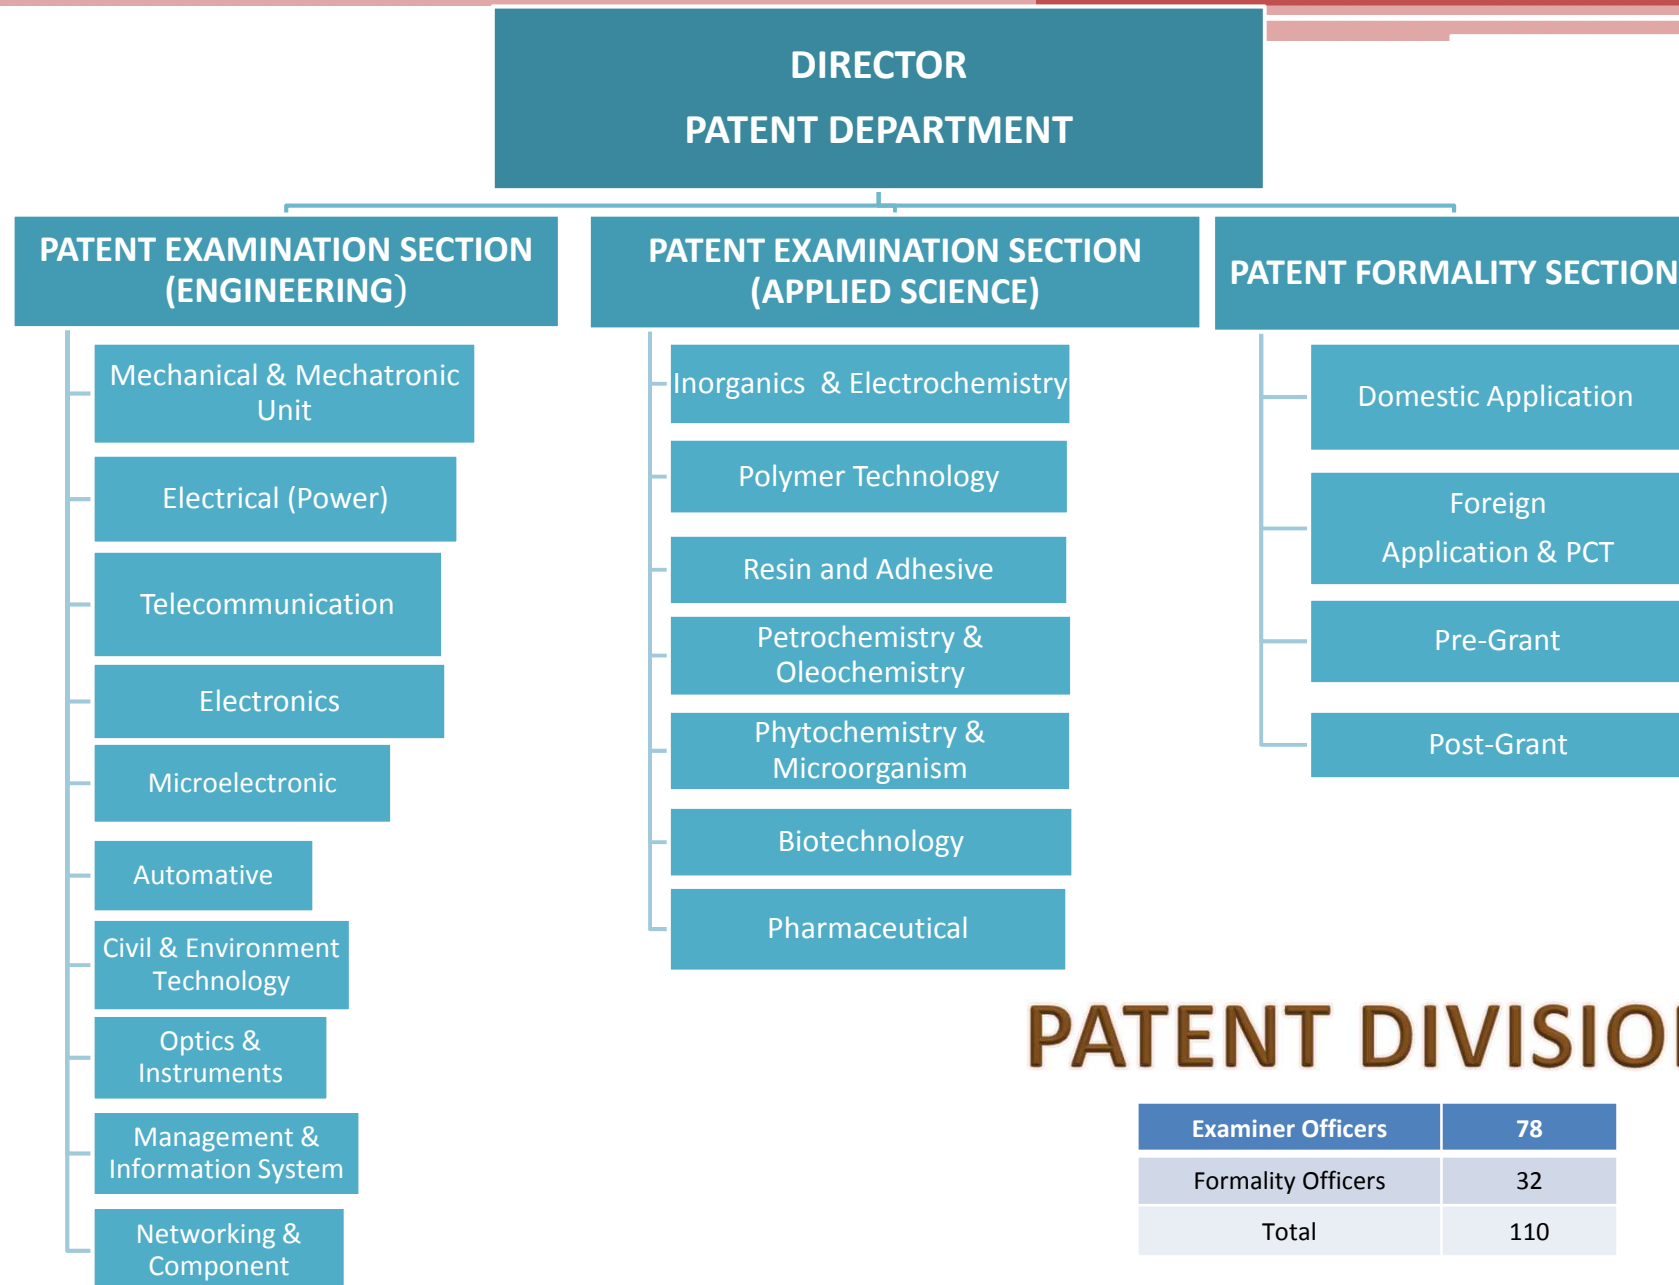 DIRECTOR
PATENT DEPARTMENT
PATENT EXAMINATION SECTION
(ENGINEERING)
Mechanical & Mechatronic
Unit
Electrical (Power)
Telecommunication
Electronics
Microelectronic
Automative
Civil & Environment
Technology
Optics &
Instruments
Management &
Information System
Networking &
Component
PATENT EXAMINATION SECTION
(APPLIED SCIENCE)
Inorganics & Electrochemistry
Polymer Technology
Resin and Adhesive
Petrochemistry &
Oleochemistry
Phytochemistry &
Microorganism
Biotechnology
Pharmaceutical
PATENT FORMALITY SECTION
Domestic Application
Foreign
Application & PCT
Pre-Grant
Post-Grant
PATENT DIVISIO
Examiner Officers 78
Formality Officers 32
Total 110